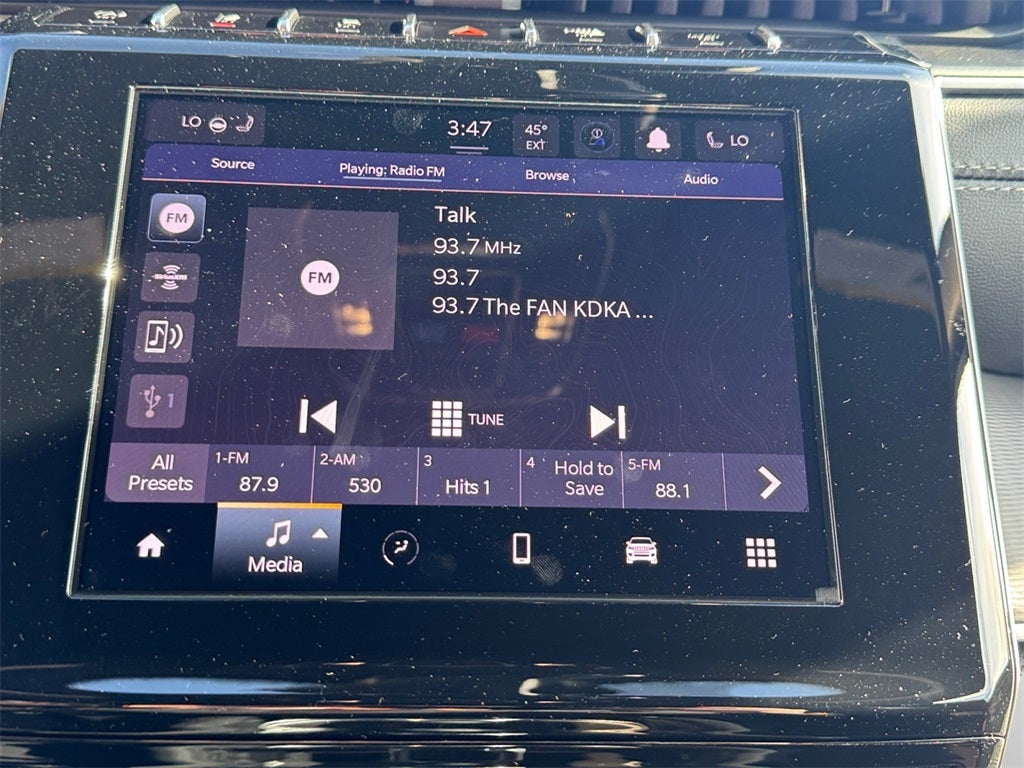 LO
3:47
45°
EXT
LO
Source
Playing: Radio FM
Browse
Audio
FM
SiriusXM
1
FM
Talk
93.7 MHz
93.7
93.7 The FAN KDKA ...
TUNE
All
Presets
1-FM
87.9
2-AM
530
3
Hits 1
4
Hold to
Save
5-FM
88.1
Media